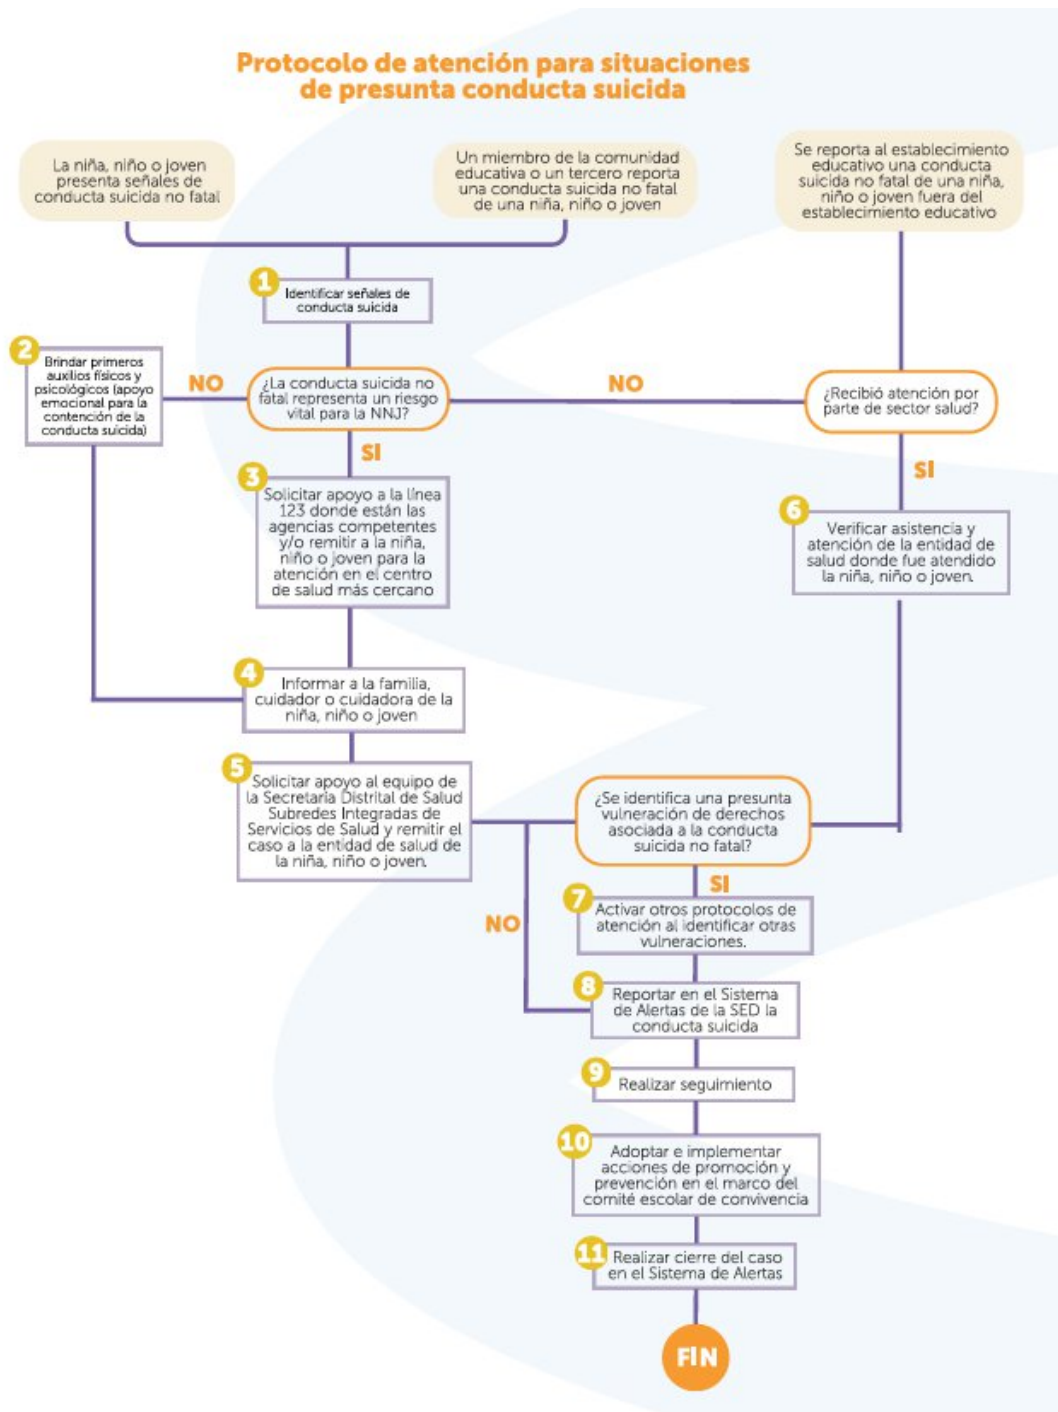 Protocolo de atención para situaciones
de presunta conducta suicida
La niña, niño o joven
presenta señales de
conducta suicida no fatal
Un miembro de la comunidad
educativa o un tercero reporta
una conducta suicida no fatal
de una niña, niño o joven
Se reporta al establecimiento
educativo una conducta
suicida no fatal de una niña,
niño o joven fuera del
establecimiento educativo
1
Identificar señales de
conducta suicida
2
Brindar primeros
auxilios físicos y
psicológicos (apoyo
emocional para la
contención de la
conducta suicida)
NO
¿La conducta suicida no
fatal representa un riesgo
vital para la NNJ?
NO
¿Recibió atención por
parte de sector salud?
SI
SI
3
Solicitar apoyo a la línea
123 donde están las
agencias competentes
y/o remitir a la niña,
niño o joven para la
atención en el centro
de salud más cercano
6
Verificar asistencia y
atención de la entidad de
salud donde fue atendido
la niña, niño o joven.
4
Informar a la familia,
cuidador o cuidadora de la
niña, niño o joven
5
Solicitar apoyo al equipo de
la Secretaría Distrital de Salud
Subredes Integradas de
Servicios de Salud y remitir el
caso a la entidad de salud de
la niña, niño o joven.
¿Se identifica una presunta
vulneración de derechos
asociada a la conducta
suicida no fatal?
SI
NO
7
Activar otros protocolos de
atención al identificar otras
vulneraciones.
8
Reportar en el Sistema
de Alertas de la SED la
conducta suicida
9
Realizar seguimiento
10
Adoptar e implementar
acciones de promoción y
prevención en el marco del
comité escolar de convivencia
11
Realizar cierre del caso
en el Sistema de Alertas
FIN